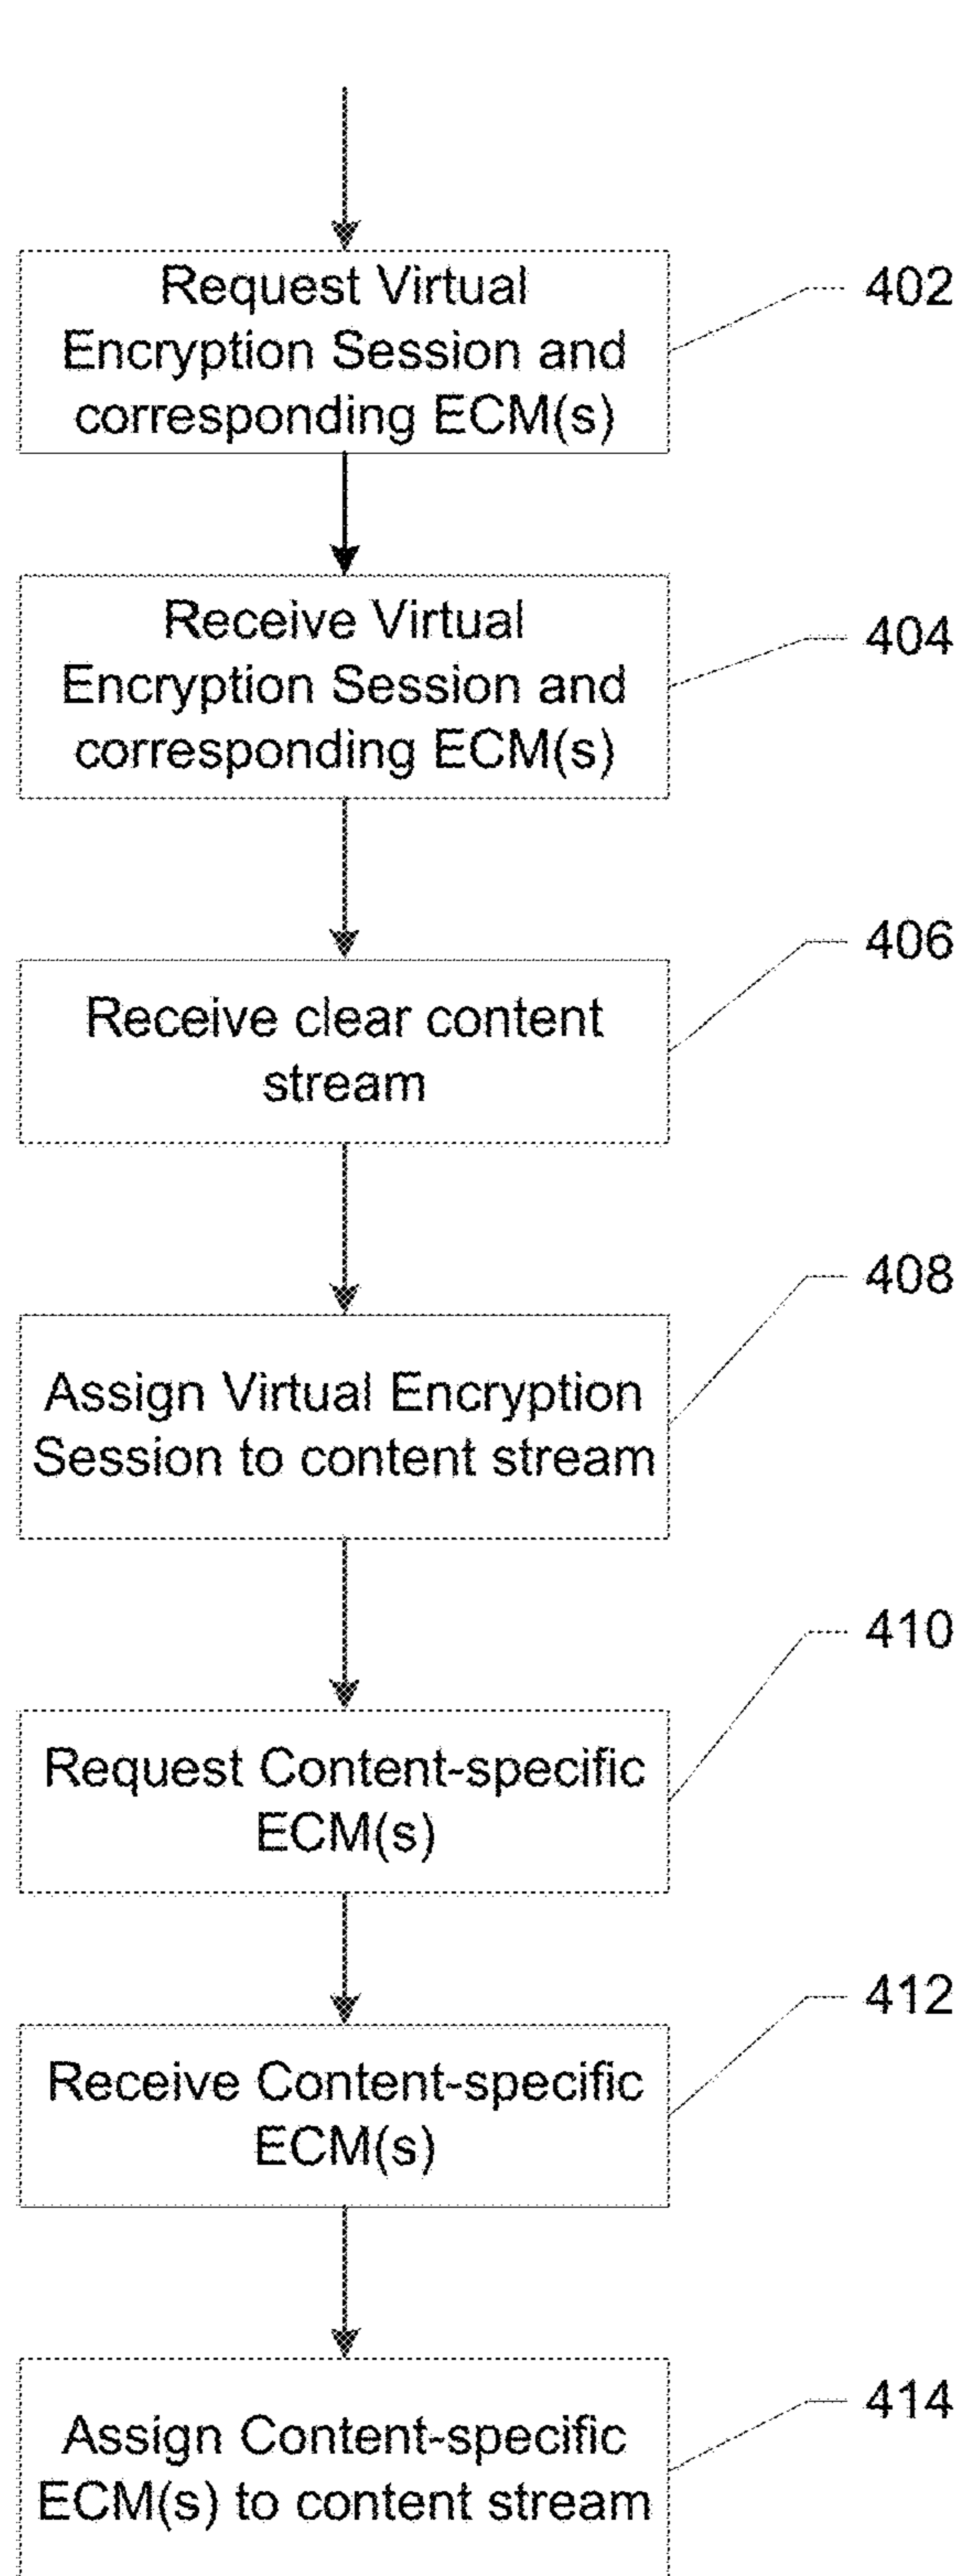 Request Virtual
Encryption Session and
corresponding ECM(s)
402
Receive Virtual
Encryption Session and
corresponding ECM(s)
404
Receive clear content
stream
406
Assign Virtual Encryption
Session to content stream
408
Request Content-specific
ECM(s)
410
Receive Content-specific
ECM(s)
412
Assign Content-specific
ECM(s) to content stream
414